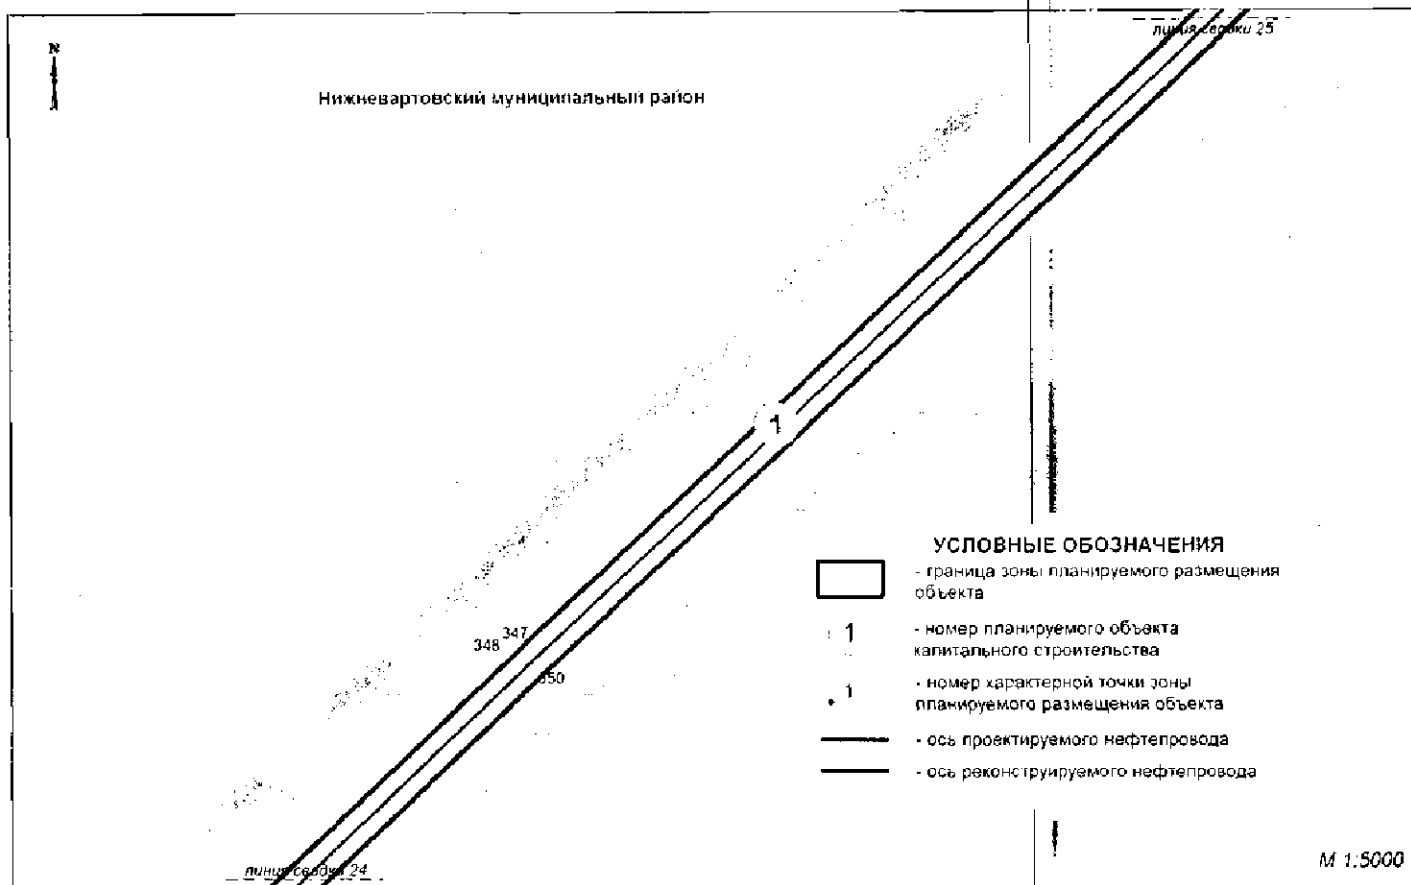 N
линия сводки 25
Нижневартовский муниципальный район
1
348 347
350
УСЛОВНЫЕ ОБОЗНАЧЕНИЯ
- граница зоны планируемого размещения
объекта
1 - номер планируемого объекта
капитального строительства
1 - номер характерной точки зоны
планируемого размещения объекта
- ось проектируемого нефтепровода
- ось реконструируемого нефтепровода
линия сводки 24
М 1:5000